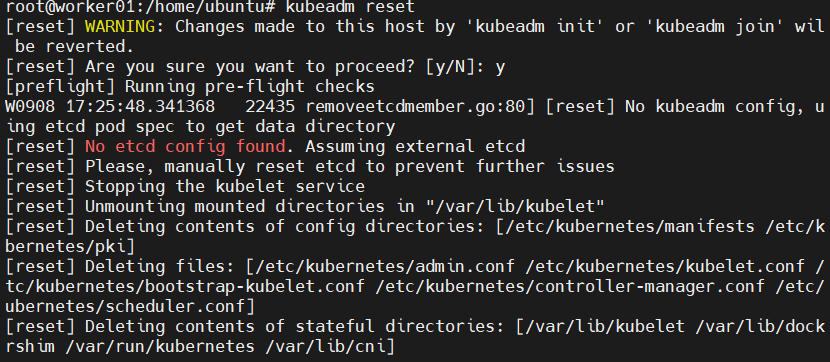 root@worker01:/home/ubuntu# kubeadm reset
[reset] WARNING: Changes made to this host by 'kubeadm init' or 'kubeadm join' wil
 be reverted.
[reset] Are you sure you want to proceed? [y/N]: y
[preflight] Running pre-flight checks
W0908 17:25:48.341368   22435 removeetcdmember.go:80] [reset] No kubeadm config, u
ing etcd pod spec to get data directory
[reset] No etcd config found. Assuming external etcd
[reset] Please, manually reset etcd to prevent further issues
[reset] Stopping the kubelet service
[reset] Unmounting mounted directories in "/var/lib/kubelet"
[reset] Deleting contents of config directories: [/etc/kubernetes/manifests /etc/k
bernetes/pki]
[reset] Deleting files: [/etc/kubernetes/admin.conf /etc/kubernetes/kubelet.conf /
tc/kubernetes/bootstrap-kubelet.conf /etc/kubernetes/controller-manager.conf /etc/
ubernetes/scheduler.conf]
[reset] Deleting contents of stateful directories: [/var/lib/kubelet /var/lib/dock
rshim /var/run/kubernetes /var/lib/cni]